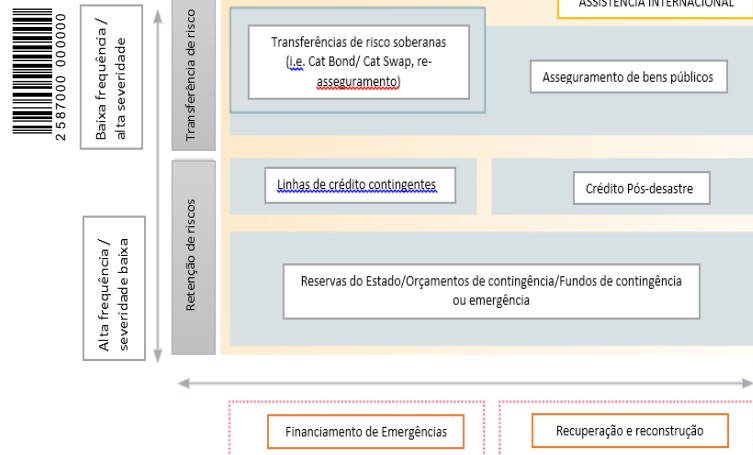 ASSISTÊNCIA INTERNACIONAL
2 587000 000000
Baixa frequência /
alta severidade
Transferência de risco
Transferências de risco soberanas
(i.e. Cat Bond/ Cat Swap, re-
asseguramento)
Asseguramento de bens públicos
Linhas de crédito contingentes
Crédito Pós-desastre
Alta frequência /
severidade baixa
Retenção de riscos
Reservas do Estado/Orçamentos de contingência/Fundos de contingência
ou emergência
Financiamento de Emergências
Recuperação e reconstrução